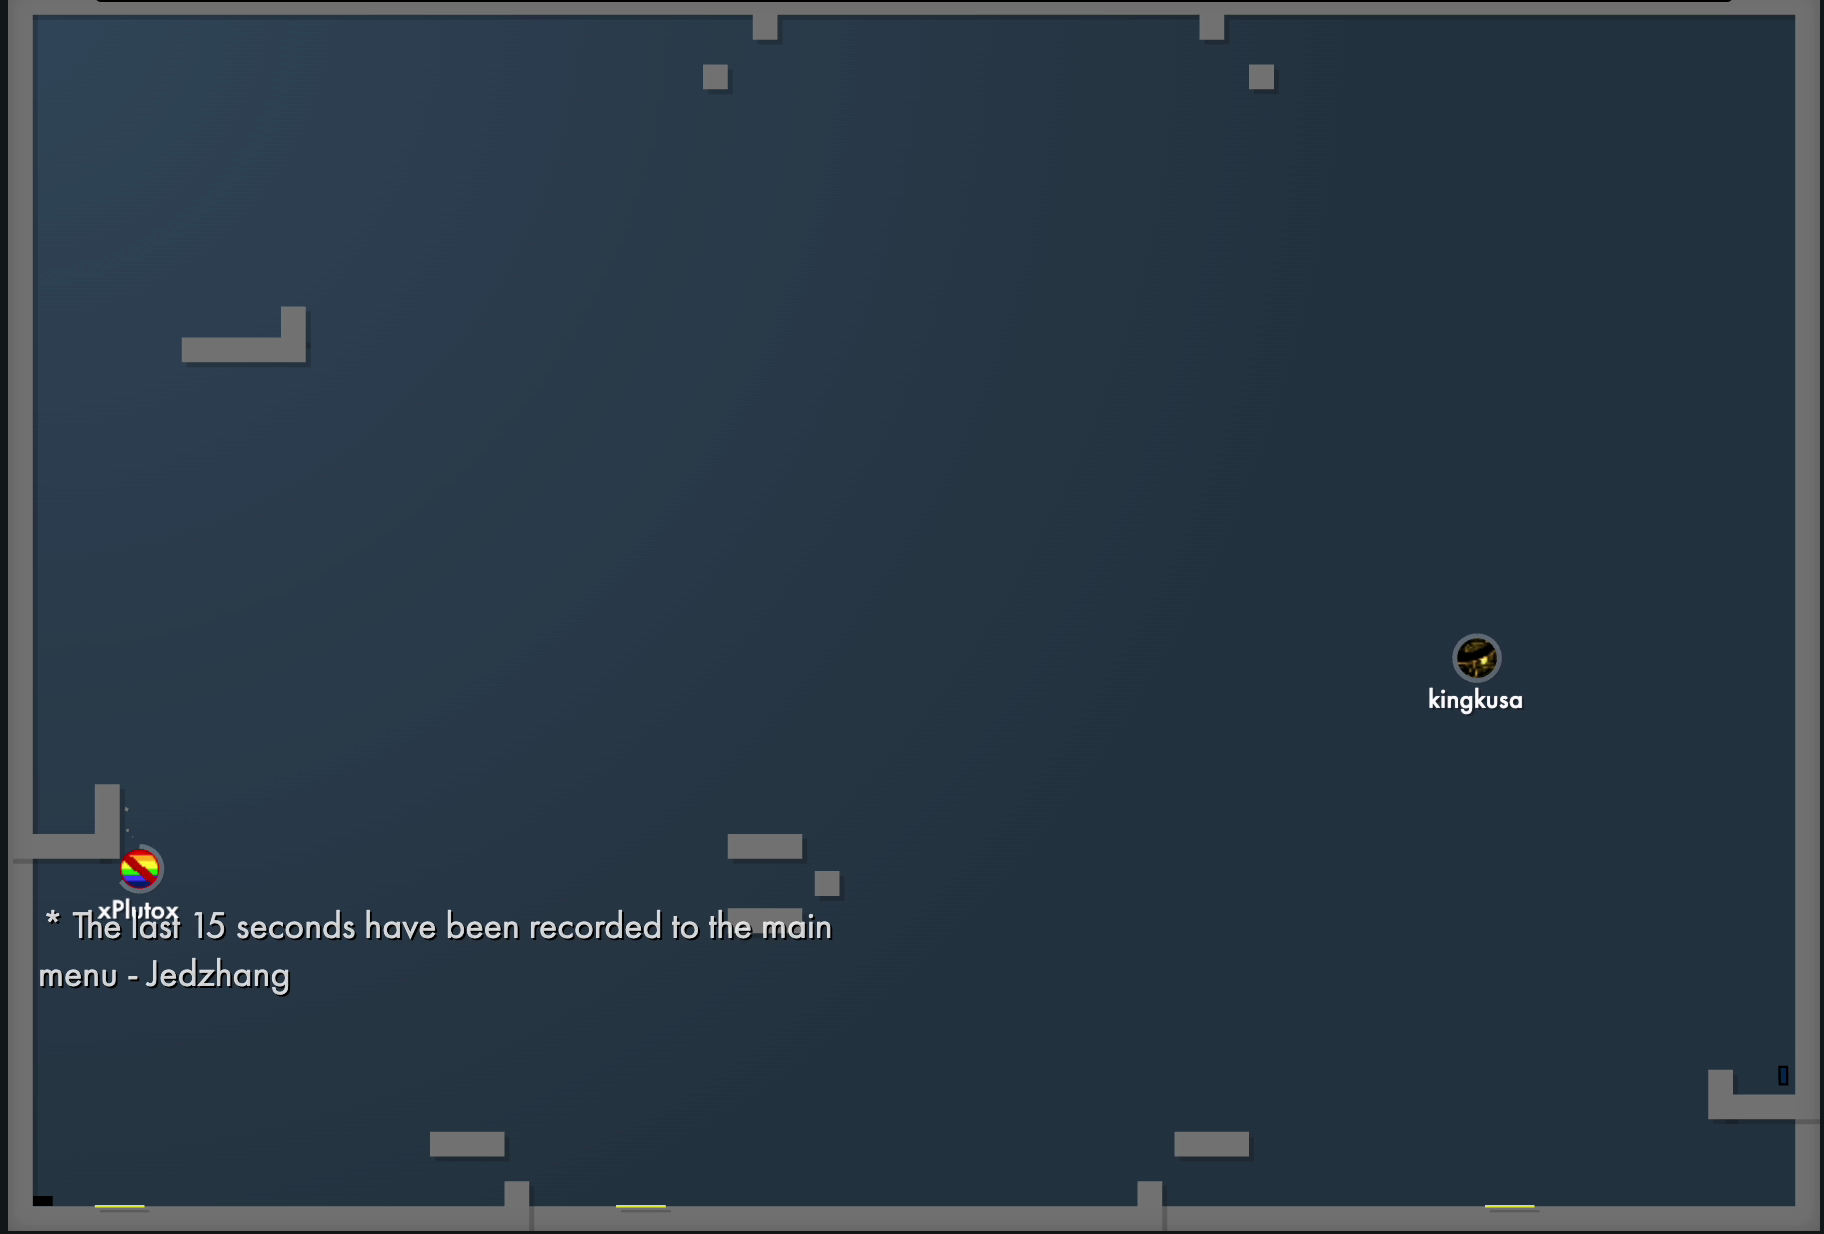 kingkusa
xPlutox
* The last 15 seconds have been recorded to the main
menu - Jedzhang